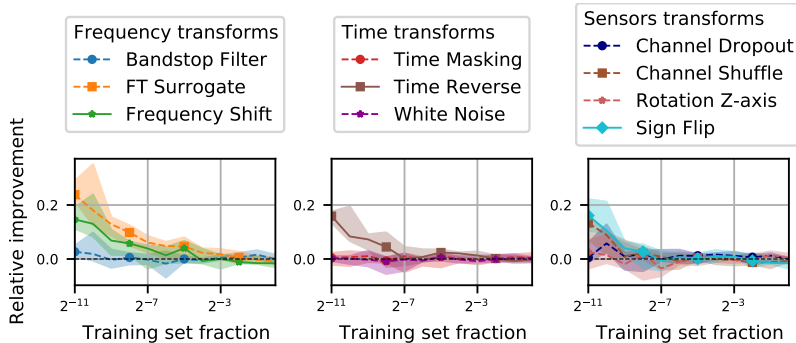 Frequency transforms
Bandstop Filter
FT Surrogate
Frequency Shift
Time transforms
Time Masking
Time Reverse
White Noise
Sensors transforms
Channel Dropout
Channel Shuffle
Rotation Z-axis
Sign Flip
Relative improvement
0.2
0.0
2⁻¹¹ 2⁻⁷ 2⁻³
Training set fraction
0.2
0.0
2⁻¹¹ 2⁻⁷ 2⁻³
Training set fraction
0.2
0.0
2⁻¹¹ 2⁻⁷ 2⁻³
Training set fraction